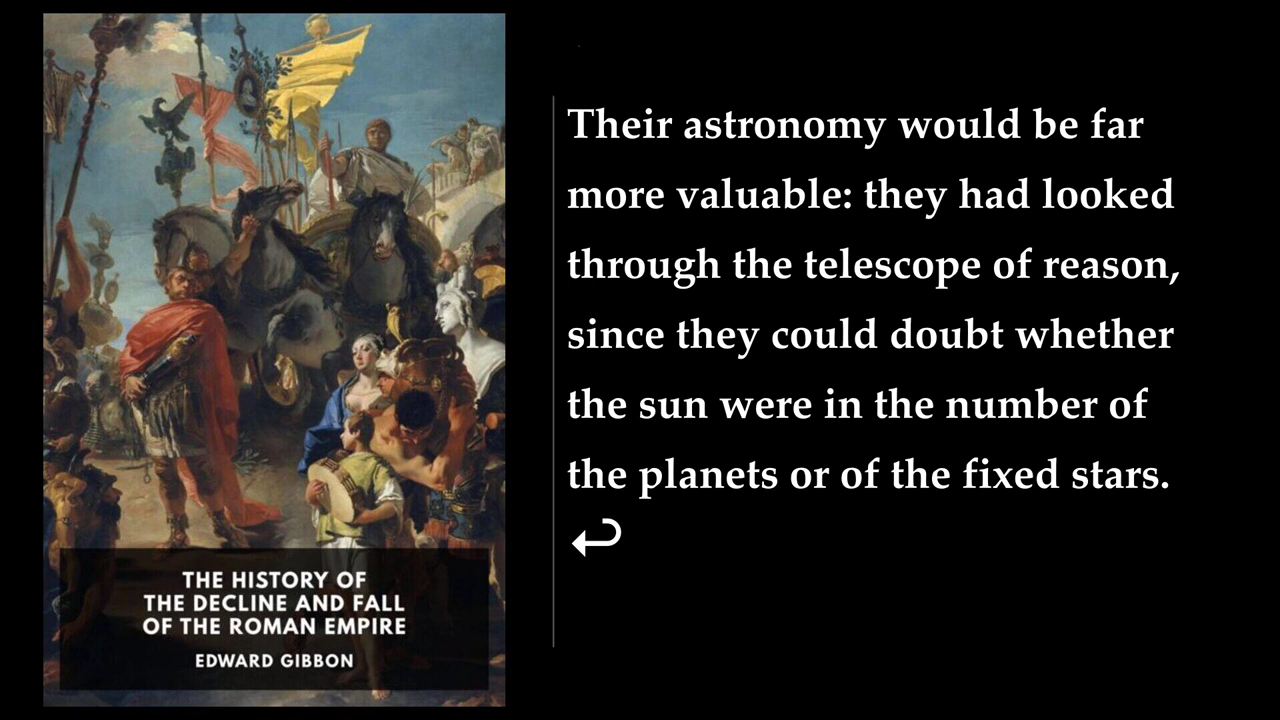 Their astronomy would be far
more valuable: they had looked
through the telescope of reason,
since they could doubt whether
the sun were in the number of
the planets or of the fixed stars.
↩
THE HISTORY OF
THE DECLINE AND FALL
OF THE ROMAN EMPIRE
EDWARD GIBBON